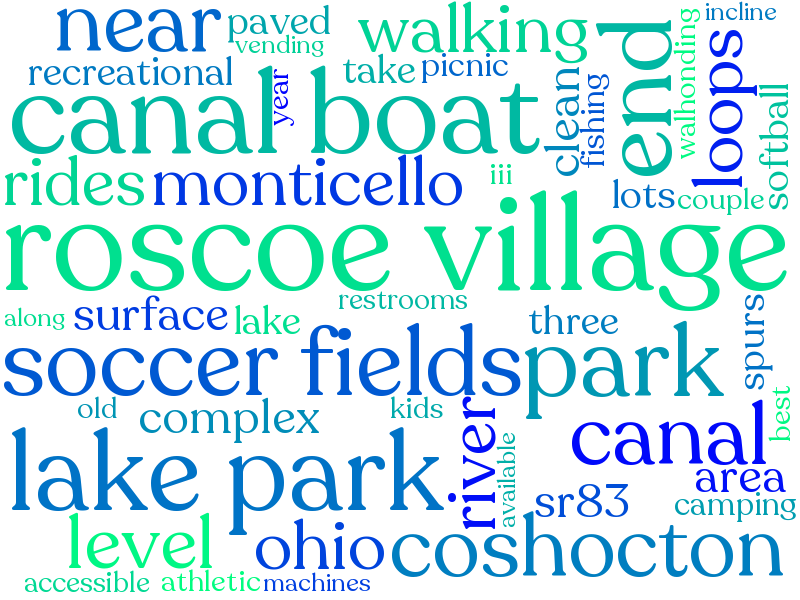 near paved walking incline
vending
recreational take picnic
canal boat
year
clean
fishing
end
walhonding
loops
softball
rides monticello iii
lots couple
roscoe village
along surface lake restrooms three
spurs
soccer fields park
old complex kids
best
canal
lake park river available
area
sr83 camping
level ohio coshocton
accessible athletic machines